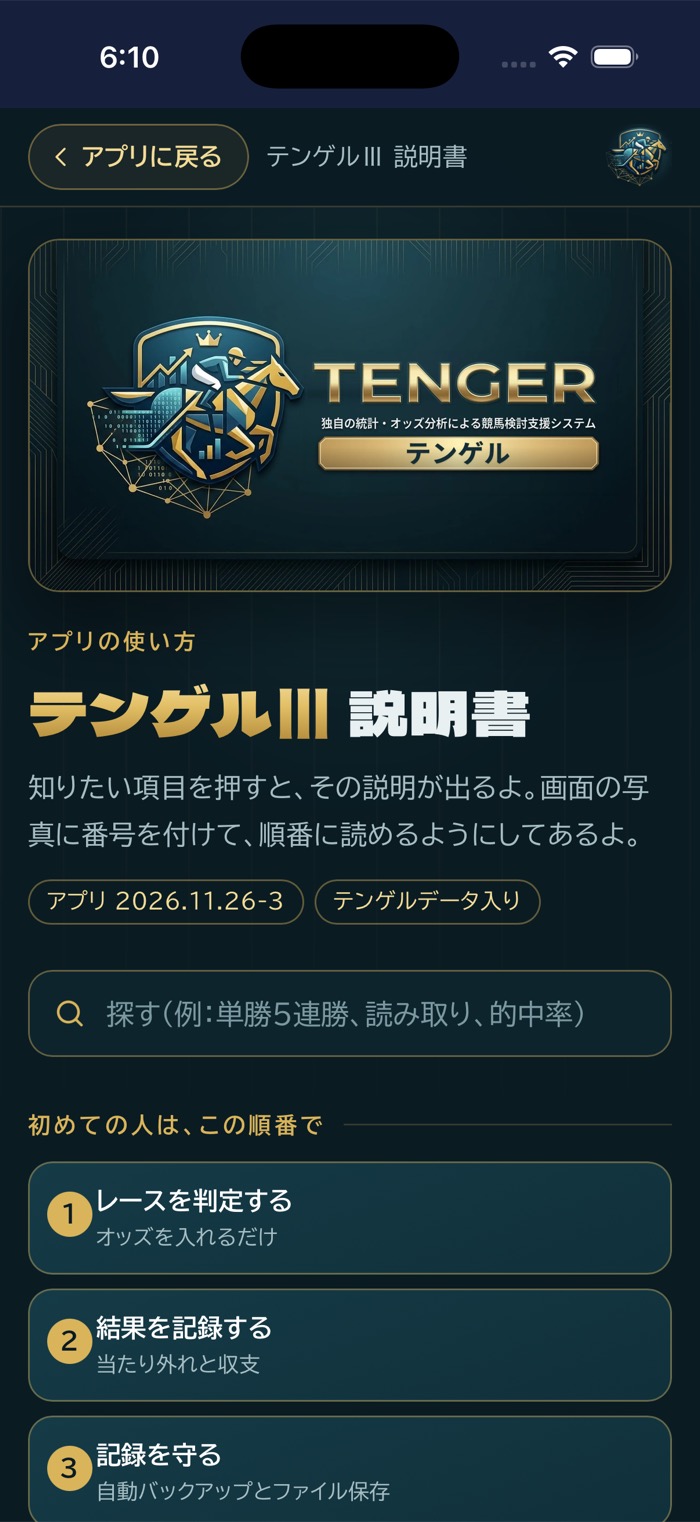 6:10
アプリに戻る
テンゲルⅢ 説明書
TENGER
独自の統計・オッズ分析による競馬検討支援システム
テンゲル
アプリの使い方
テンゲルⅢ 説明書
知りたい項目を押すと、その説明が出るよ。画面の写
真に番号を付けて、順番に読めるようにしてあるよ。
アプリ 2026.11.26-3
テンゲルデータ入り
探す（例：単勝5連勝、読み取り、的中率）
初めての人は、この順番で
1 レースを判定する
オッズを入れるだけ
2 結果を記録する
当たり外れと収支
3 記録を守る
自動バックアップとファイル保存